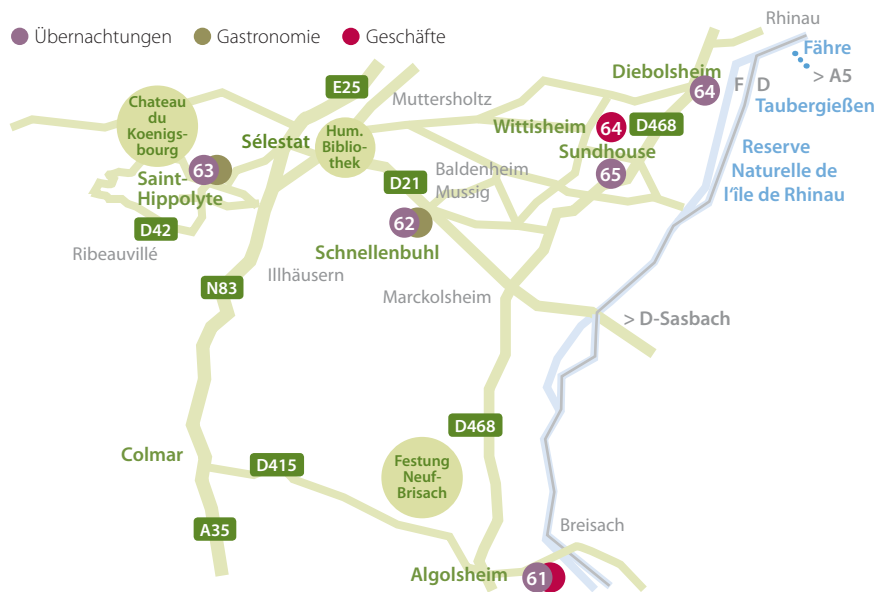 Übernachtungen
Gastronomie
Geschäfte
Rhinau
Fähre
> A5
Diebolsheim
64
F
D
Taubergießen
E25
Muttersholtz
Chateau
du
Koenigs-
bourg
Sélestat
Hum.
Biblio-
thek
Wittisheim
64
D468
Sundhouse
65
Reserve
Naturelle de
l'île de Rhinau
63
Saint-
Hippolyte
D21
Baldenheim
Mussig
D42
Ribeauvillé
62
Schnellenbuhl
Illhäusern
N83
Marckolsheim
> D-Sasbach
D468
Colmar
D415
Festung
Neuf-
Brisach
A35
Breisach
Algolsheim
61